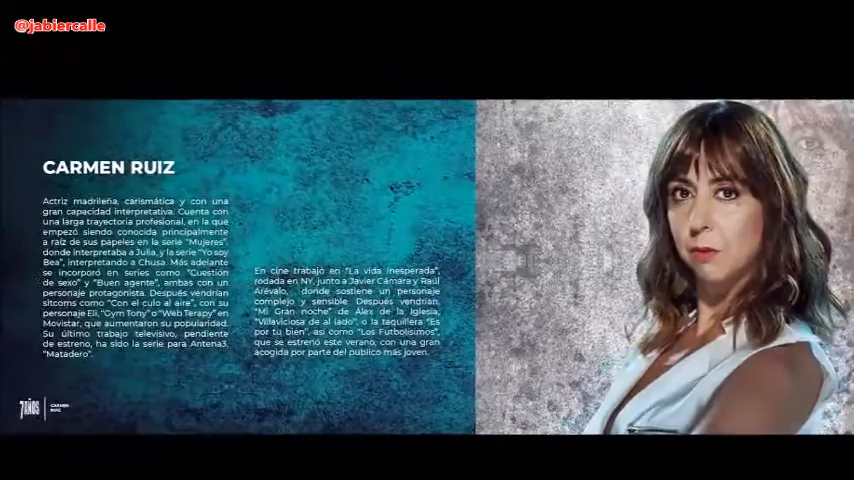 @jabiercalle
CARMEN RUIZ
Actriz madrileña, carismática y con una
gran capacidad interpretativa. Cuenta con
una larga trayectoria profesional, en la que
empezó siendo conocida principalmente
a raíz de sus papeles en la serie "Mujeres",
donde interpretaba a Julia, y la serie "Yo soy
Bea", interpretando a Chusa. Más adelante
se incorporó en series como "Cuestión
de sexo" y "Buen agente", ambas con un
personaje protagonista. Después vendrían
sitcoms como "Con el culo al aire", con su
personaje Eli, "Gym Tony" o "Web Terapy" en
Movistar, que aumentaron su popularidad.
Su último trabajo televisivo, pendiente
de estreno, ha sido la serie para Antena3,
"Matadero".
En cine trabajó en "La vida inesperada",
rodada en NY, junto a Javier Cámara y Raúl
Arévalo, donde sostiene un personaje
complejo y sensible. Después vendrían,
"Mi Gran noche" de Álex de la Iglesia,
"Villaviciosa de al lado", o la taquillera "Es
por tu bien", así como "Los Futbolísimos",
que se estrenó este verano, con una gran
acogida por parte del público más joven.
7AÑOS
CARMEN
RUIZ